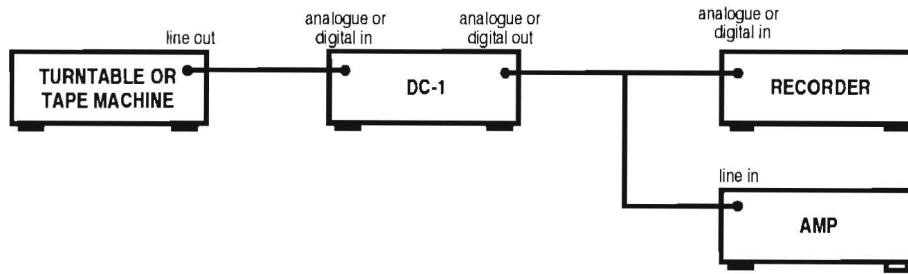 line out
analogue or
digital in
analogue or
digital out
analogue or
digital in
TURNTABLE OR
TAPE MACHINE
DC-1
RECORDER
line in
AMP